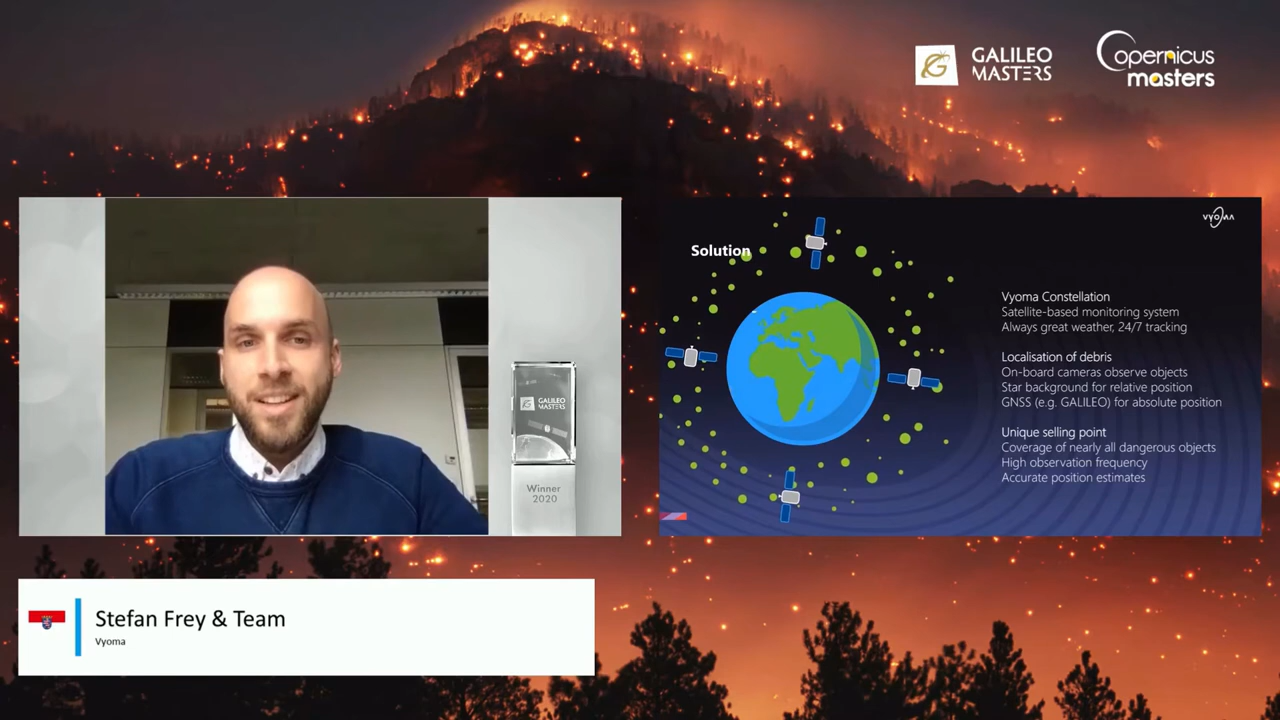 GALILEO
MASTERS
Copernicus
masters
VYOMA
Solution
Vyoma Constellation
Satellite-based monitoring system
Always great weather, 24/7 tracking
Localisation of debris
On-board cameras observe objects
Star background for relative position
GNSS (e.g. GALILEO) for absolute position
Unique selling point
Coverage of nearly all dangerous objects
High observation frequency
Accurate position estimates
GALILEO
MASTERS
Winner
2020
Stefan Frey & Team
Vyoma